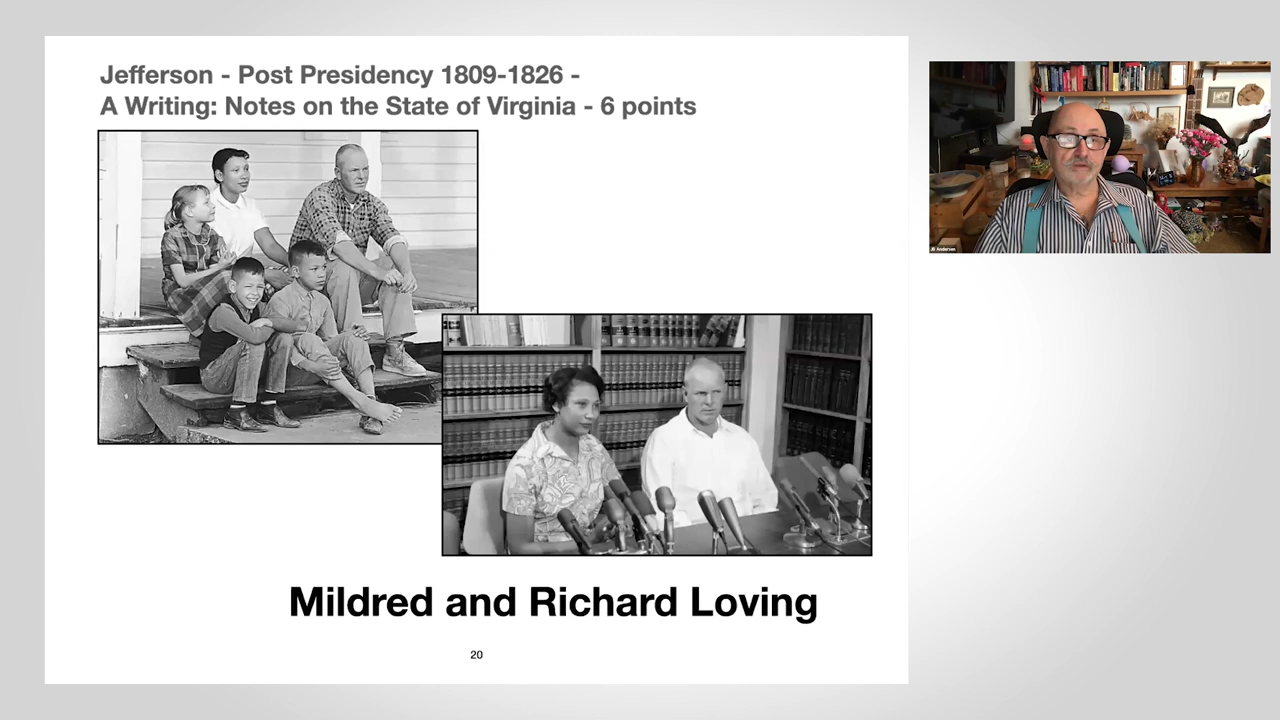 Jefferson - Post Presidency 1809-1826 -
A Writing: Notes on the State of Virginia - 6 points
Mildred and Richard Loving
20